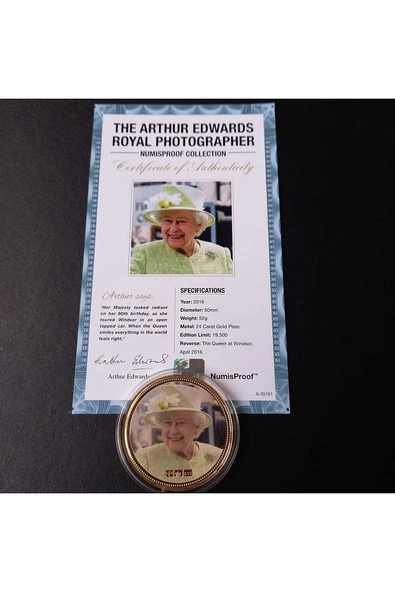 THE ARTHUR EDWARDS
ROYAL PHOTOGRAPHER
NUMISPROOF COLLECTION
Certificate of Authenticity
Arthur says:
'Her Majesty looked radiant
on her 90th birthday, as she
toured Windsor in an open
topped car. When the Queen
smiles everything in the world
feels right.'
Arthur Edwards
Arthur Edwards
SPECIFICATIONS
Year: 2016
Diameter: 50mm
Weight: 52g
Metal: 24 Carat Gold Plate
Edition Limit: 19,500
Reverse: The Queen at Windsor,
April 2016
NumisProof™
A-35191